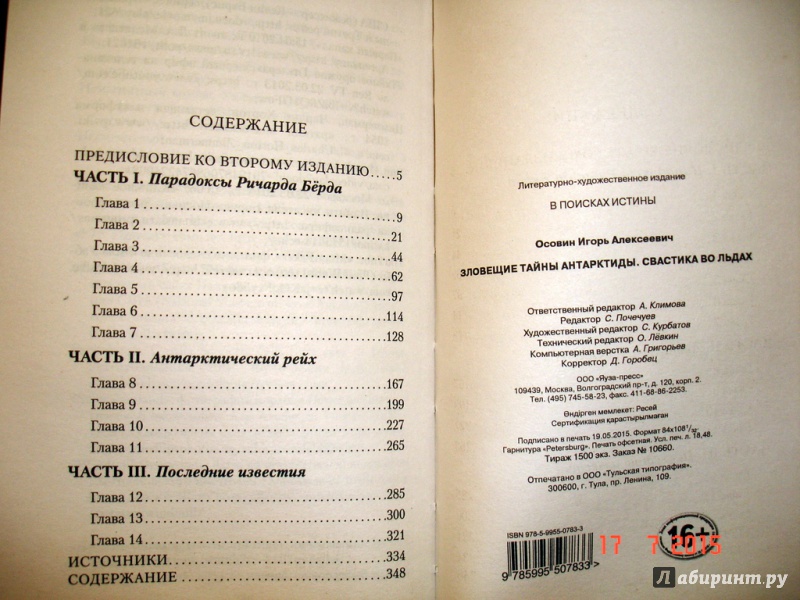 СОДЕРЖАНИЕ
ПРЕДИСЛОВИЕ КО ВТОРОМУ ИЗДАНИЮ.....5
ЧАСТЬ I. Парадоксы Ричарда Бёрда
Глава 1 ........ 9
Глава 2 ........ 21
Глава 3 ........ 44
Глава 4 ........ 62
Глава 5 ........ 97
Глава 6 ........ 114
Глава 7 ........ 128
ЧАСТЬ II. Антарктический рейх
Глава 8 ........ 167
Глава 9 ........ 199
Глава 10 ........ 227
Глава 11 ........ 265
ЧАСТЬ III. Последние известия
Глава 12 ........ 285
Глава 13 ........ 300
Глава 14 ........ 321
ИСТОЧНИКИ........ 334
СОДЕРЖАНИЕ ........ 348
Литературно-художественное издание
В ПОИСКАХ ИСТИНЫ
Осовин Игорь Алексеевич
ЗЛОВЕЩИЕ ТАЙНЫ АНТАРКТИДЫ. СВАСТИКА ВО ЛЬДАХ
Ответственный редактор А. Климова
Редактор С. Почечуев
Художественный редактор С. Курбатов
Технический редактор О. Лёвкин
Компьютерная верстка А. Григорьев
Корректор Д. Горобец
ООО «Яуза-пресс»
109439, Москва, Волгоградский пр-т, д. 120, корп. 2.
Тел. (495) 745-58-23, факс. 411-68-86-2253.
Өндірген мемлекет: Ресей
Сертификация қарастырылмаған
Подписано в печать 19.05.2015. Формат 84x108 1/32.
Гарнитура «Petersburg». Печать офсетная. Усл. печ. л. 18,48.
Тираж 1500 экз. Заказ № 10660.
Отпечатано в ООО «Тульская типография».
300600, г. Тула, пр. Ленина, 109.
ISBN 978-5-9955-0783-3
9 785995 507833 >
16+
17 7 2015
Лабиринт.ру